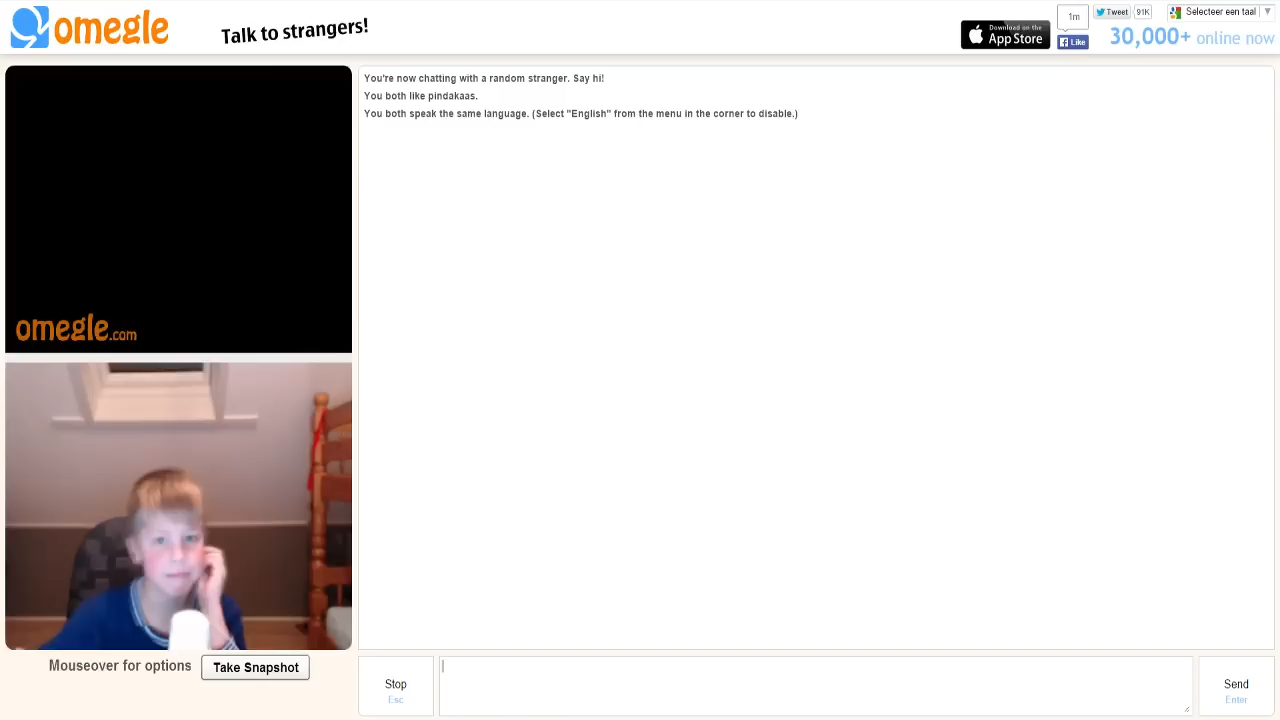 omegle
Talk to strangers!
Download on the
App Store
1m
Like
Tweet
91K
Selecteer een taal
30,000+ online now
You're now chatting with a random stranger. Say hi!
You both like pindakaas.
You both speak the same language. (Select "English" from the menu in the corner to disable.)
omegle.com
Mouseover for options
Take Snapshot
Stop
Esc
Send
Enter